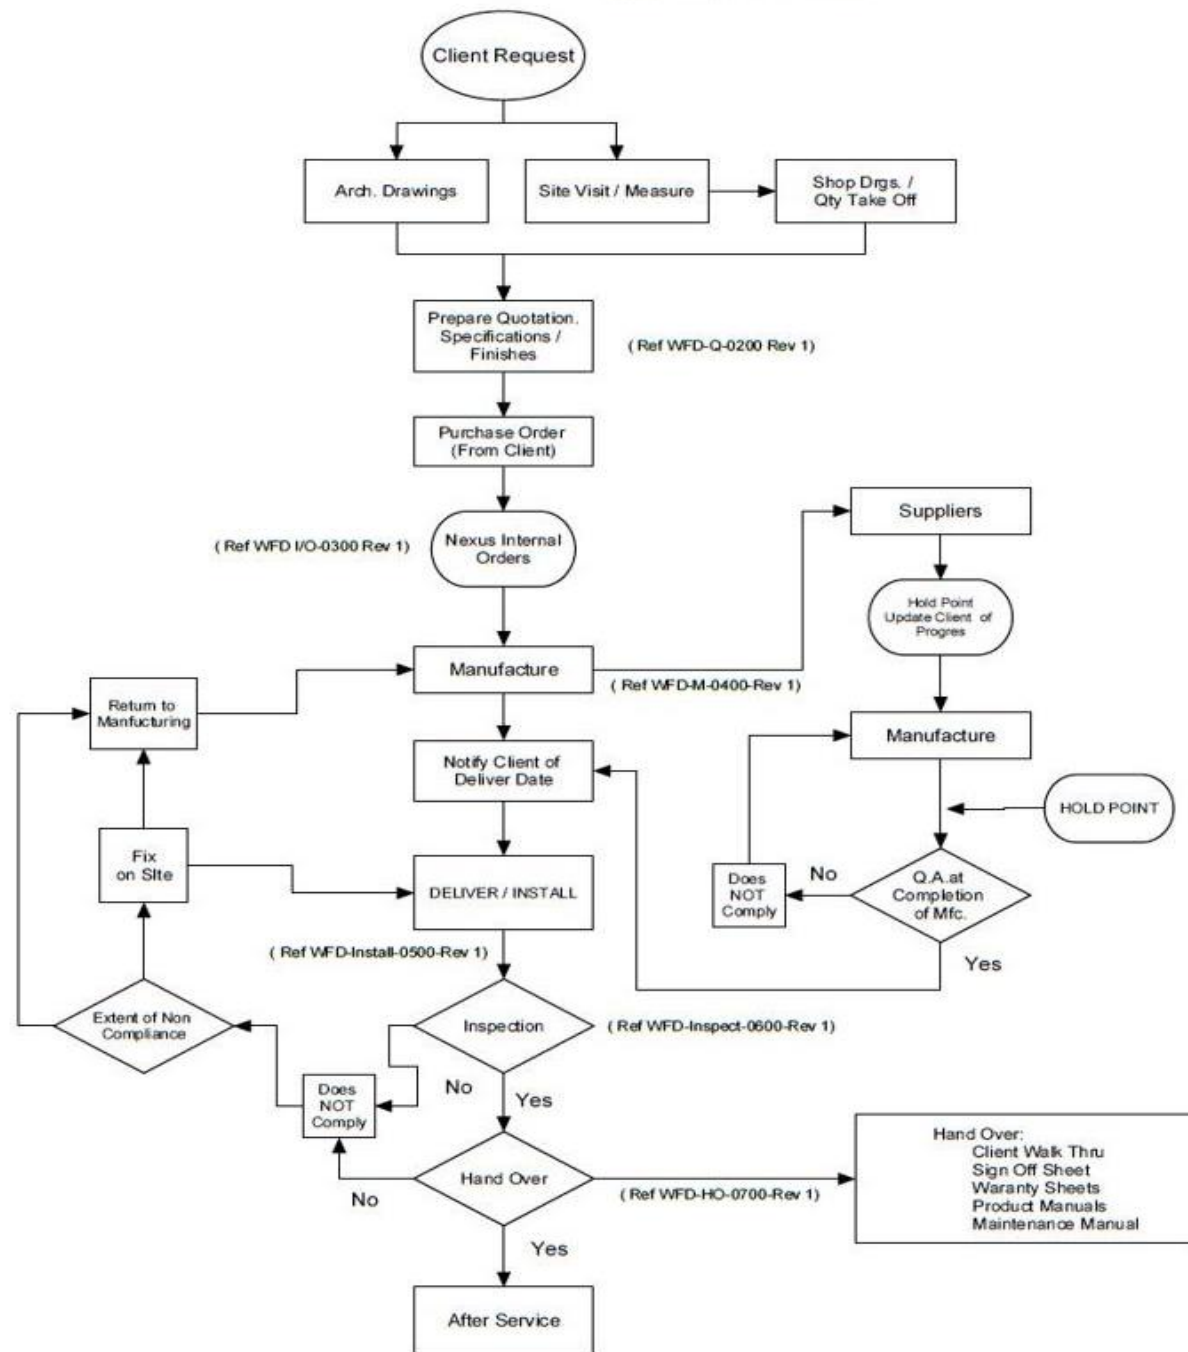 Client Request
Arch. Drawings
Site Visit / Measure
Shop Drgs. /
Qty Take Off
Prepare Quotation.
Specifications /
Finishes
( Ref WFD-Q-0200 Rev 1)
Purchase Order
(From Client)
Suppliers
( Ref WFD I/O-0300 Rev 1)
Nexus Internal
Orders
Hold Point
Update Client of
Progres
Manufacture
( Ref WFD-M-0400-Rev 1)
Return to
Manfucturing
Manufacture
Notify Client of
Deliver Date
HOLD POINT
Fix
on SIte
DELIVER / INSTALL
Does
NOT
Comply
No
Q.A.at
Completion
of Mfc.
Yes
( Ref WFD-Install-0500-Rev 1)
Extent of Non
Compliance
Inspection
( Ref WFD-Inspect-0600-Rev 1)
Does
NOT
Comply
No
Yes
Hand Over
No
( Ref WFD-HO-0700-Rev 1)
Hand Over:
Client Walk Thru
Sign Off Sheet
Waranty Sheets
Product Manuals
Maintenance Manual
Yes
After Service